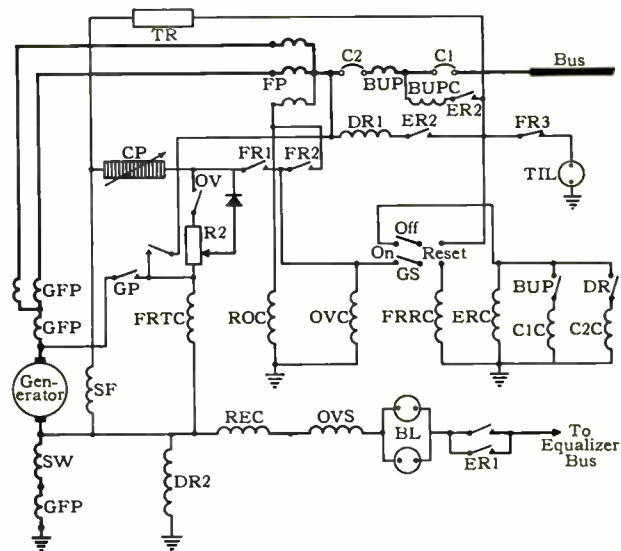 TR
C2
C1
Bus
FP
BUP
BUPC
ER2
DR1
ER2
FR3
CP
FR1
FR2
TIL
OV
R2
Off
On
Reset
GS
GFP
GP
GFP
FRTC
ROC
OVC
FRRC
ERC
BUP
DR
C1C
C2C
Gen-
erator
SF
REC
OVS
BL
To
Equalizer
Bus
ER1
SW
DR2
GFP